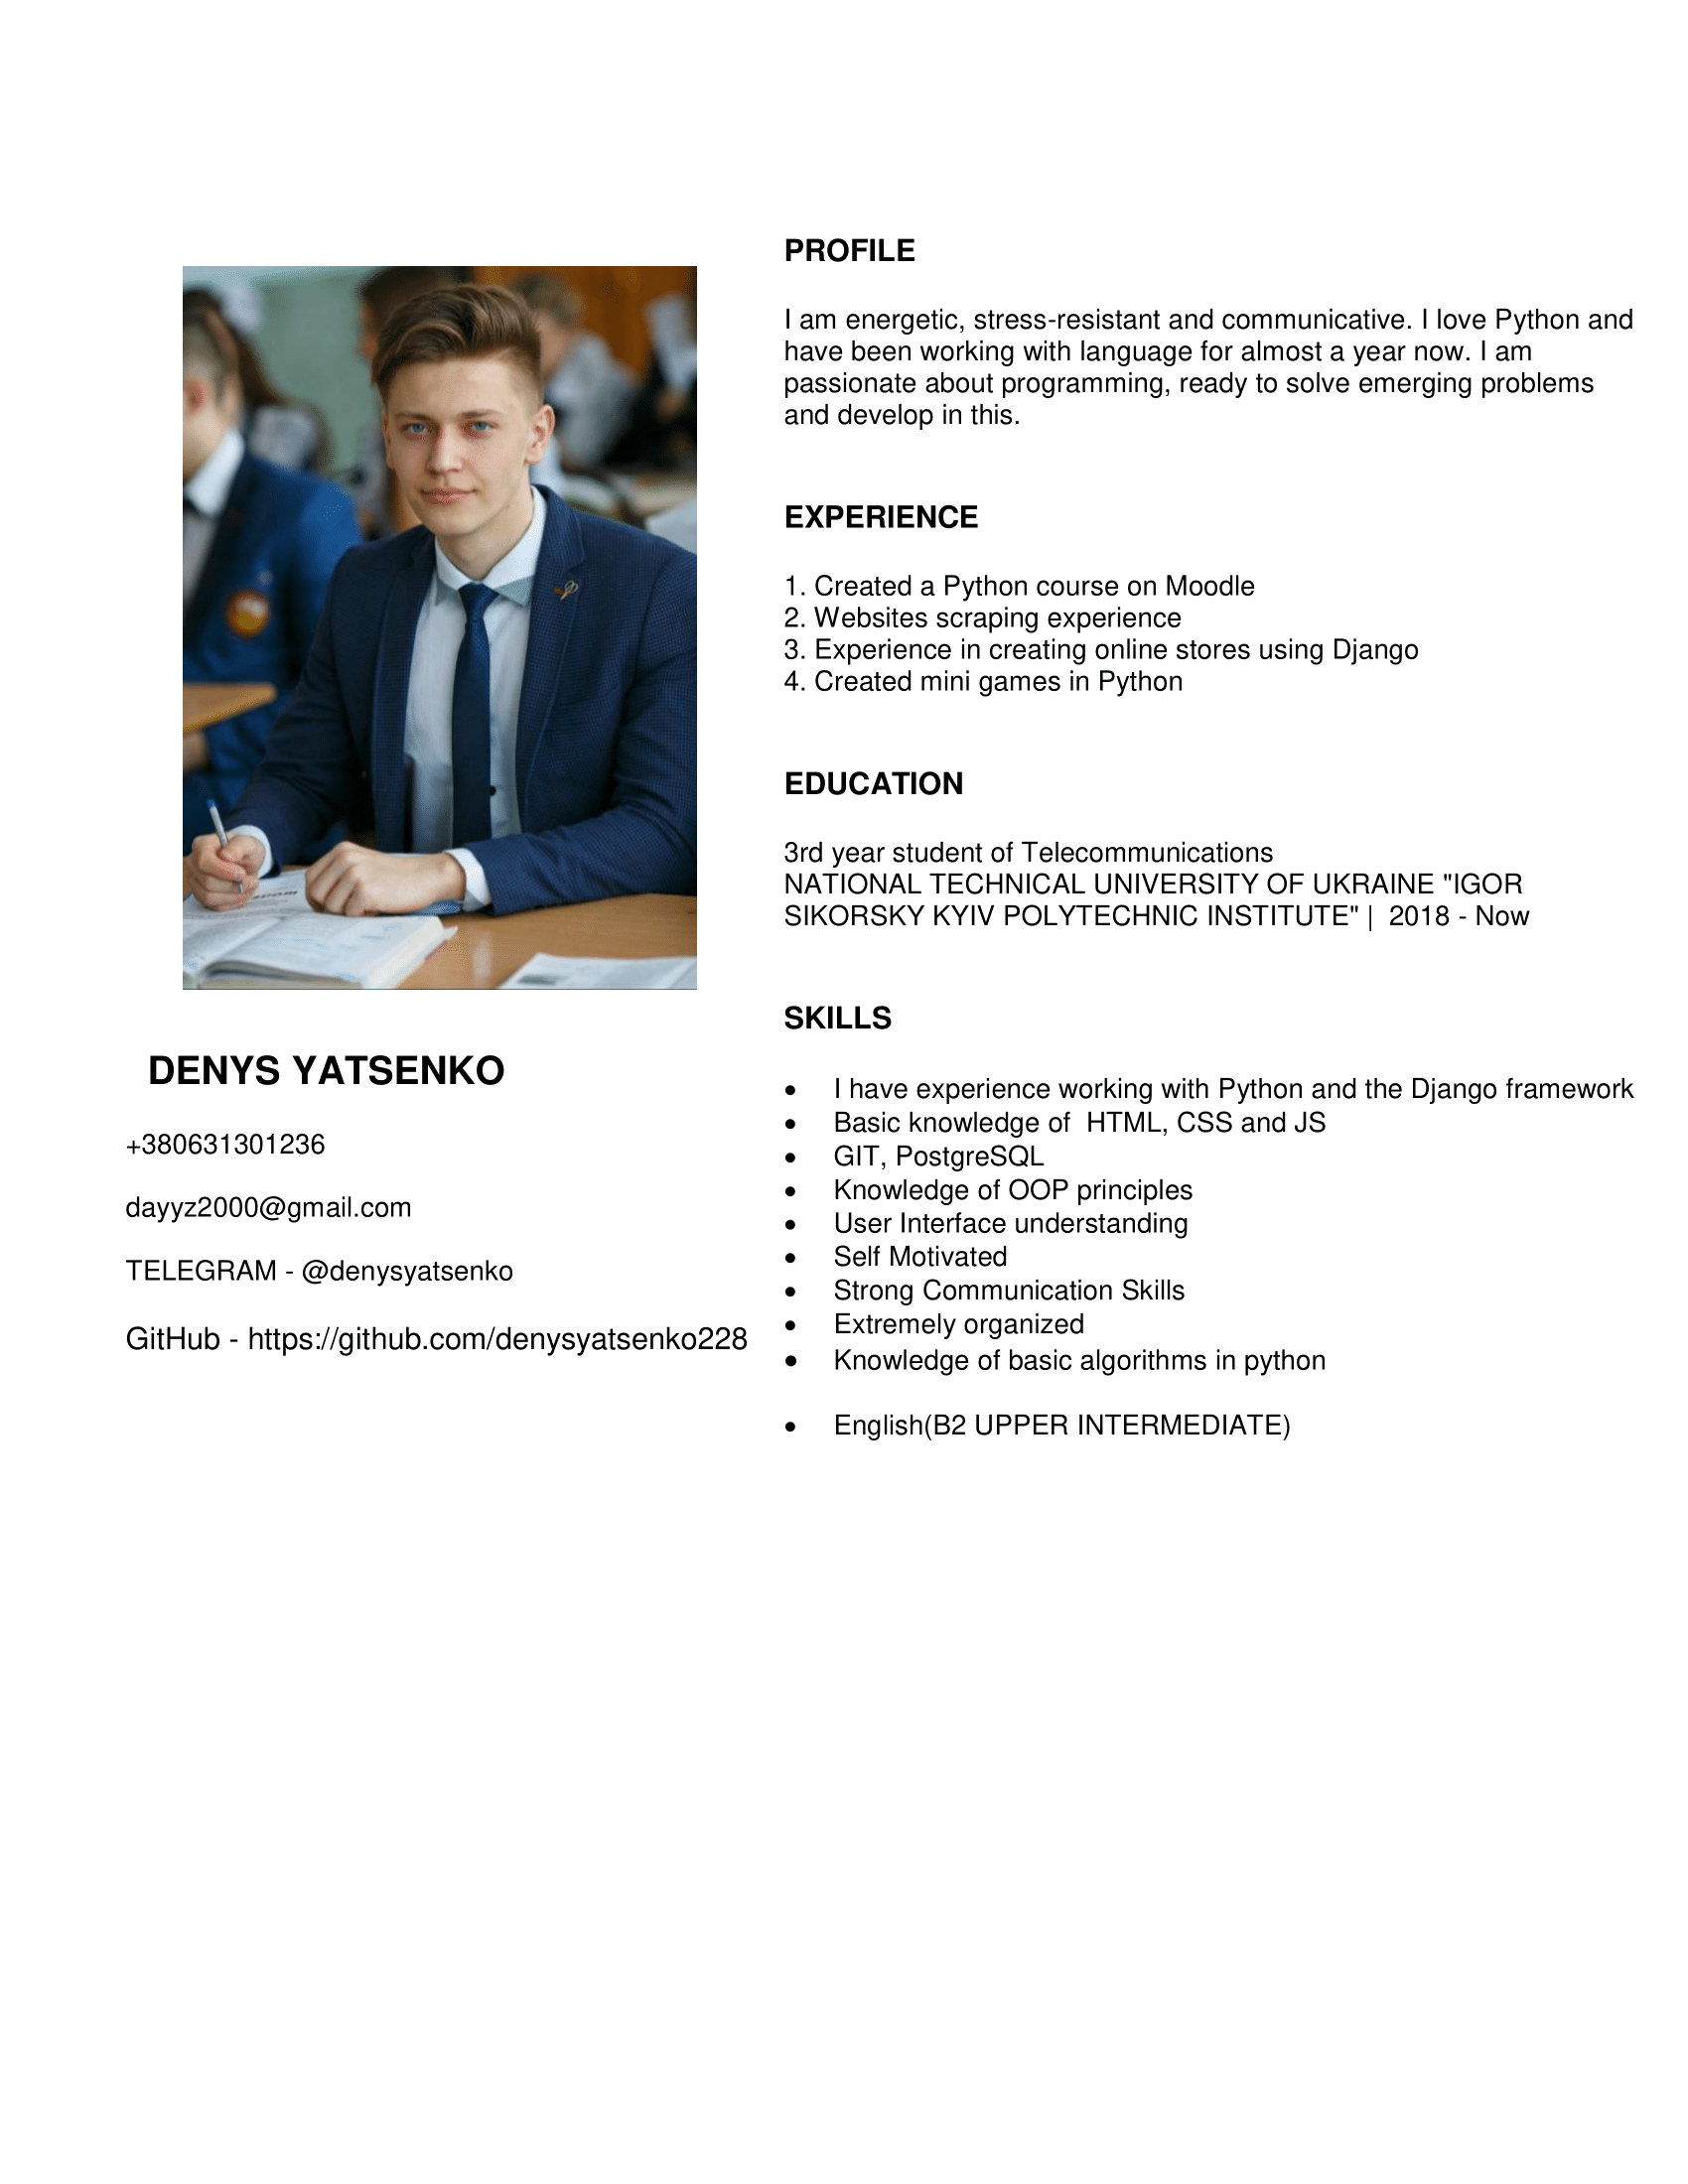 PROFILE
I am energetic, stress-resistant and communicative. I love Python and
have been working with language for almost a year now. I am
passionate about programming, ready to solve emerging problems
and develop in this.
EXPERIENCE
1. Created a Python course on Moodle
2. Websites scraping experience
3. Experience in creating online stores using Django
4. Created mini games in Python
EDUCATION
3rd year student of Telecommunications
NATIONAL TECHNICAL UNIVERSITY OF UKRAINE "IGOR
SIKORSKY KYIV POLYTECHNIC INSTITUTE" |  2018 - Now
SKILLS
• I have experience working with Python and the Django framework
• Basic knowledge of  HTML, CSS and JS
• GIT, PostgreSQL
• Knowledge of OOP principles
• User Interface understanding
• Self Motivated
• Strong Communication Skills
• Extremely organized
• Knowledge of basic algorithms in python
• English(B2 UPPER INTERMEDIATE)
DENYS YATSENKO
+380631301236
dayyz2000@gmail.com
TELEGRAM - @denysyatsenko
GitHub - https://github.com/denysyatsenko228